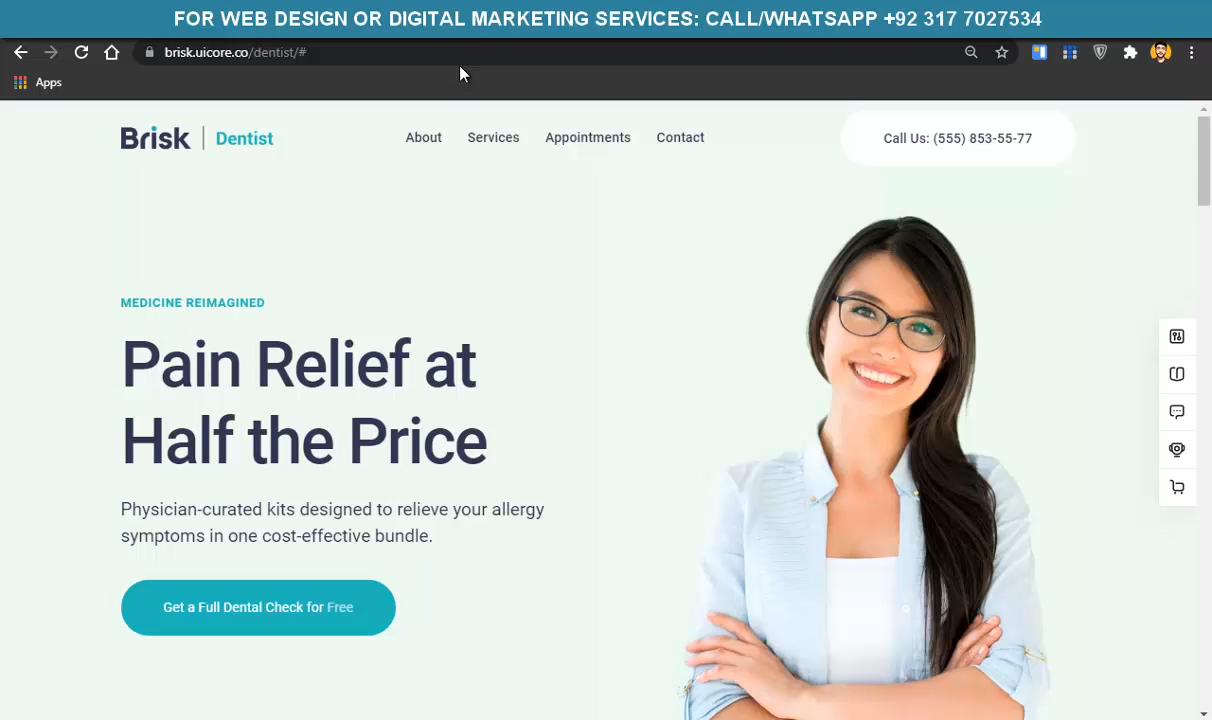 FOR WEB DESIGN OR DIGITAL MARKETING SERVICES: CALL/WHATSAPP +92 317 7027534
brisk.uicore.co/dentist/#
Apps
Brisk | Dentist
About
Services
Appointments
Contact
Call Us: (555) 853-55-77
MEDICINE REIMAGINED
Pain Relief at
Half the Price
Physician-curated kits designed to relieve your allergy
symptoms in one cost-effective bundle.
Get a Full Dental Check for Free